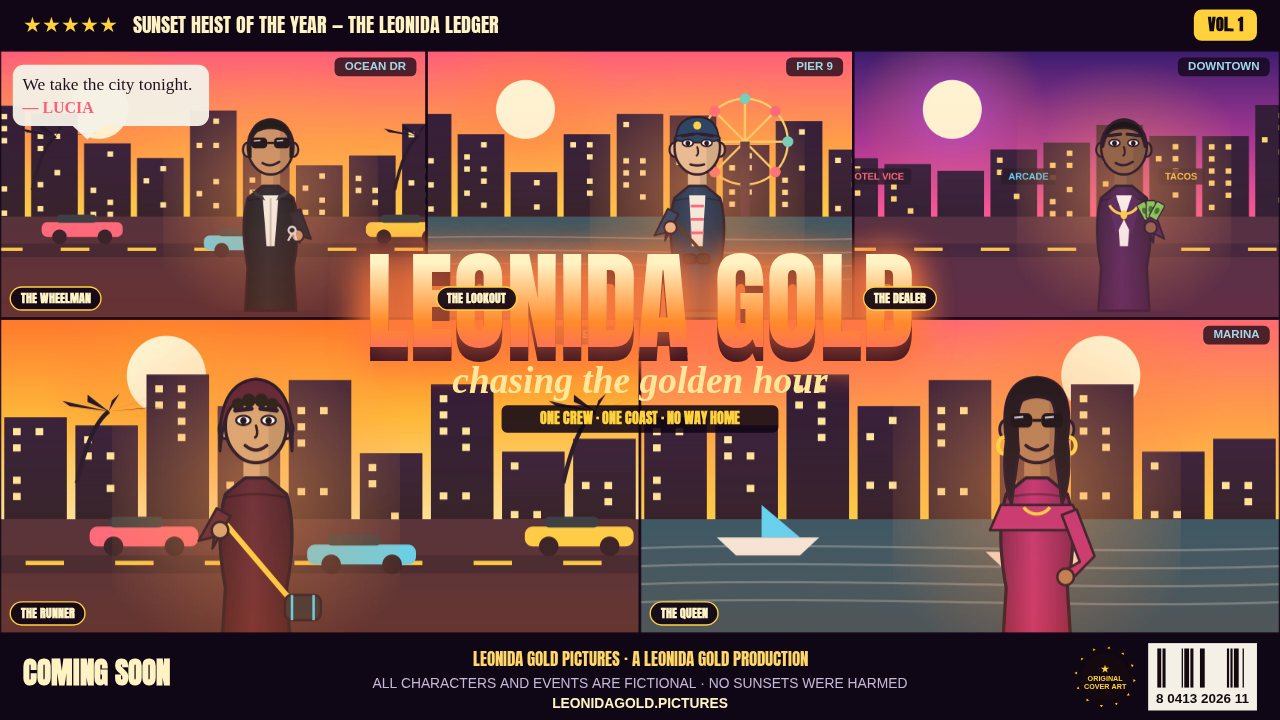 ★★★★★ SUNSET HEIST OF THE YEAR – THE LEONIDA LEDGER
VOL. 1
We take the city tonight.
— LUCIA
OCEAN DR
PIER 9
DOWNTOWN
OTEL VICE
ARCADE
TACOS
THE WHEELMAN
THE LOOKOUT
THE DEALER
LEONIDA GOLD
chasing the golden hour
ONE CREW · ONE COAST · NO WAY HOME
MARINA
THE RUNNER
THE QUEEN
COMING SOON
LEONIDA GOLD PICTURES · A LEONIDA GOLD PRODUCTION
ALL CHARACTERS AND EVENTS ARE FICTIONAL · NO SUNSETS WERE HARMED
LEONIDAGOLD.PICTURES
★
ORIGINAL
COVER ART
8 0413 2026 11